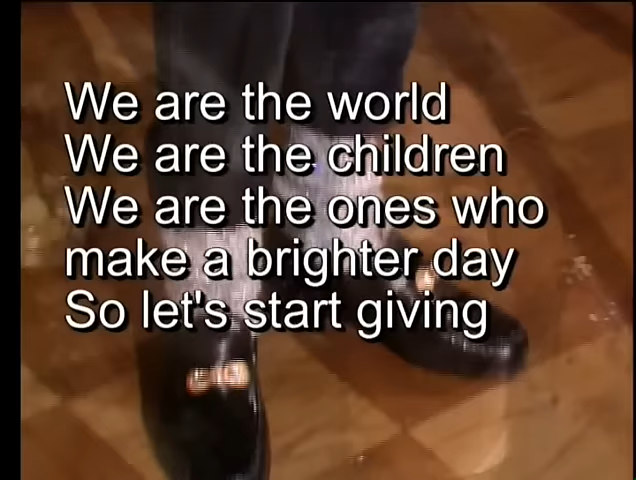 We are the world
We are the children
We are the ones who
make a brighter day
So let's start giving